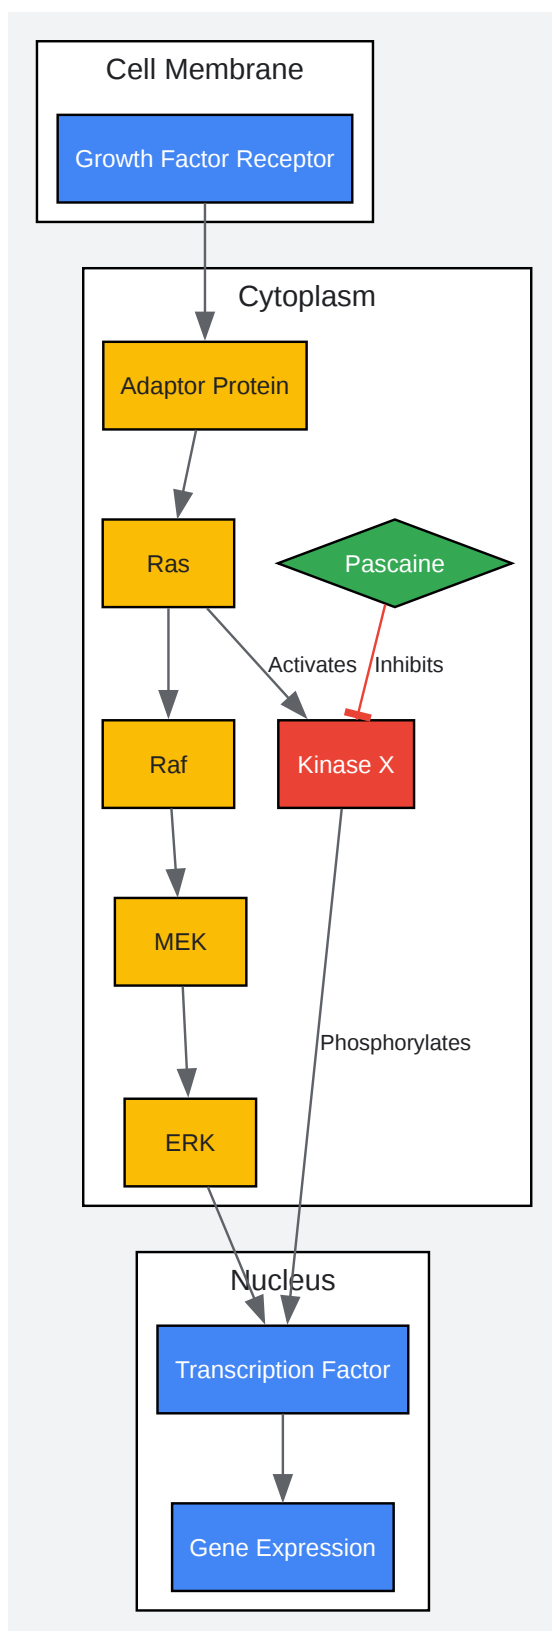 Cell Membrane
Growth Factor Receptor
Cytoplasm
Adaptor Protein
Ras
Pascaine
Activates
Inhibits
Raf
Kinase X
MEK
Phosphorylates
ERK
Nucleus
Transcription Factor
Gene Expression